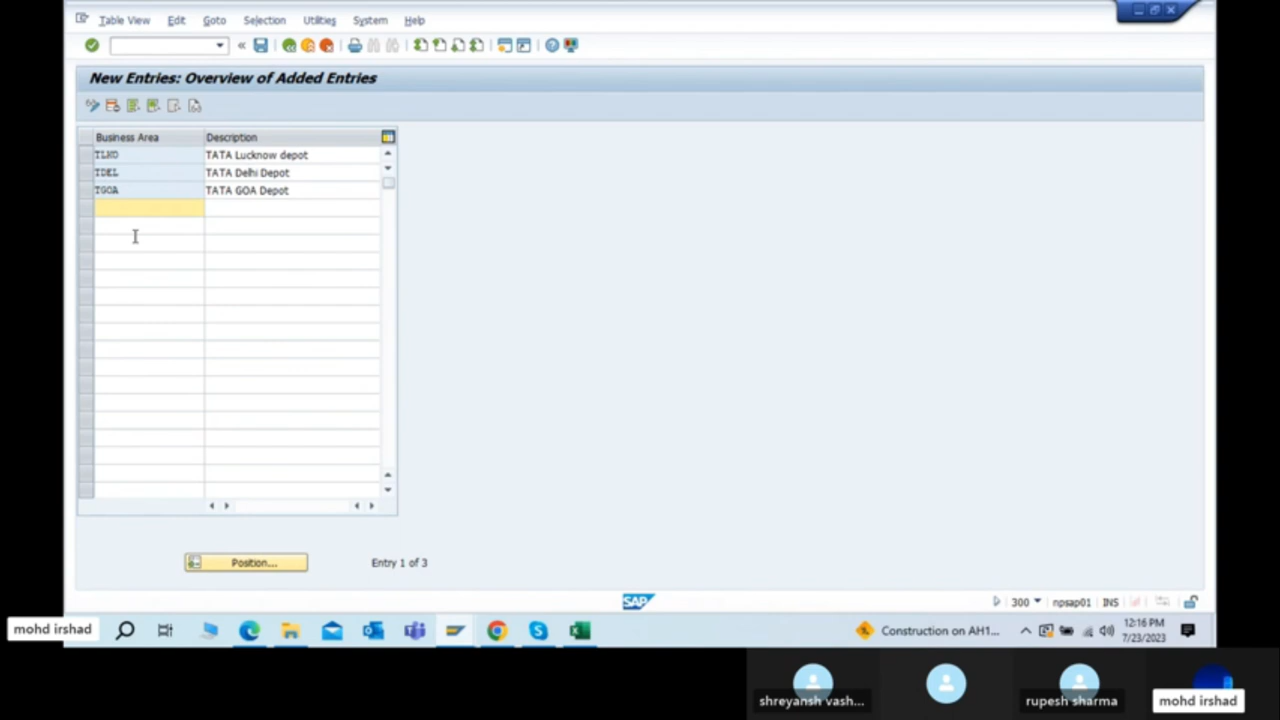 Table View Edit Goto Selection Utilities System Help
New Entries: Overview of Added Entries
Business Area Description
TLKO TATA Lucknow depot
TDEL TATA Delhi Depot
TGOA TATA GOA Depot
Position... Entry 1 of 3
SAP 300 npsap01 INS
mohd irshad Construction on AH1... 12:16 PM
7/23/2023
shreyansh vash... rupesh sharma mohd irshad